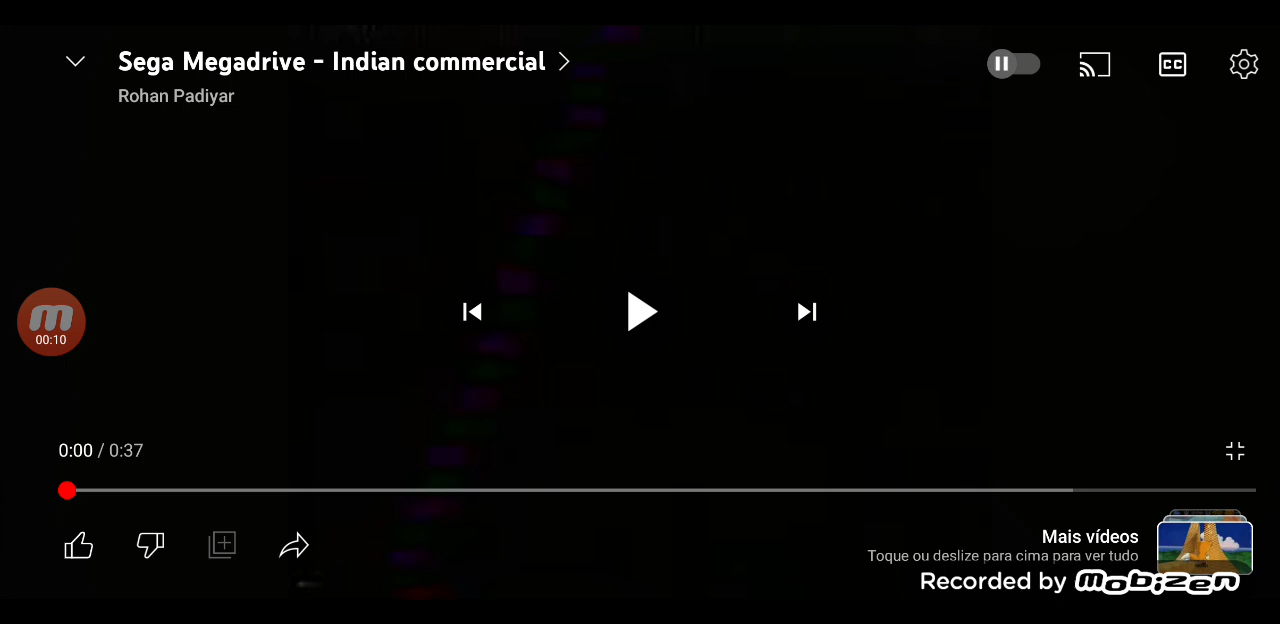 Sega Megadrive - Indian commercial
Rohan Padiyar
CC
m
00:10
0:00 / 0:37
Mais vídeos
Toque ou deslize para cima para ver tudo
Recorded by mobizen